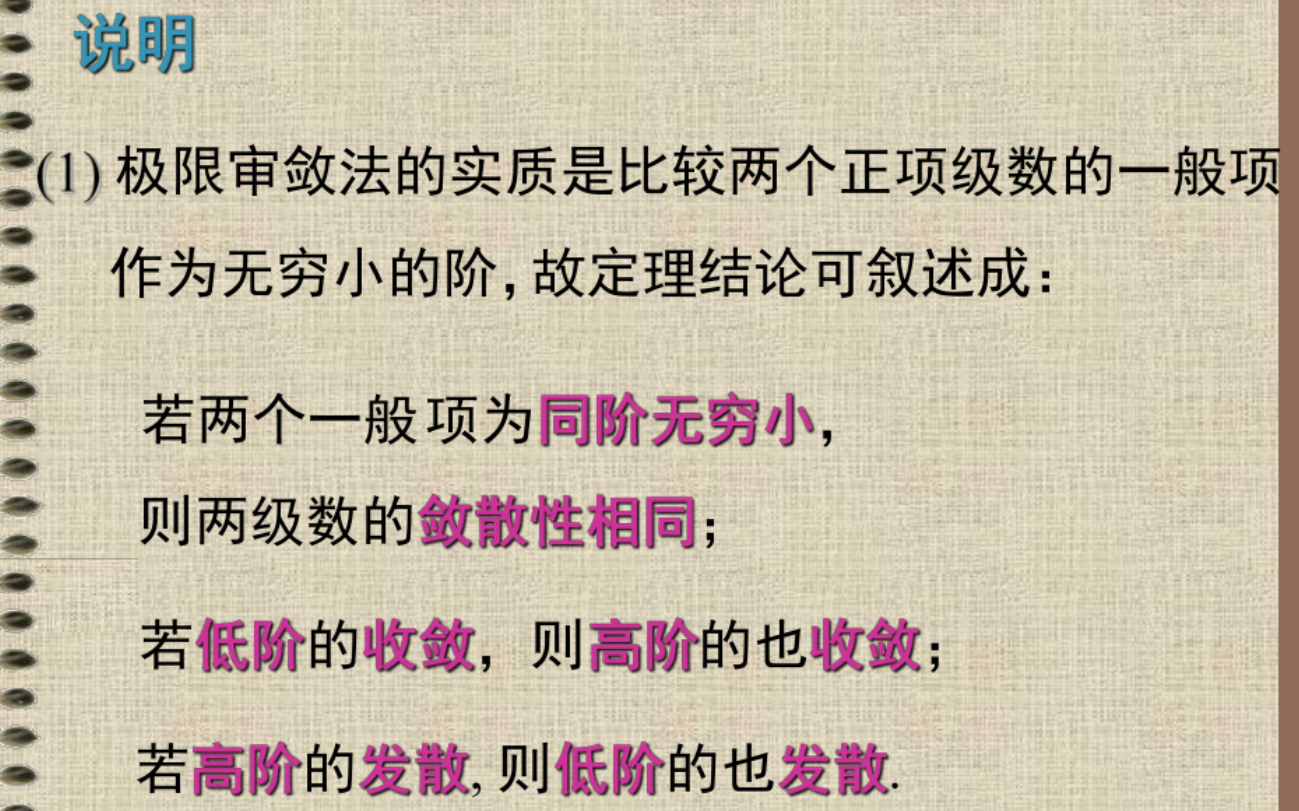 说明
(1) 极限审敛法的实质是比较两个正项级数的一般项
作为无穷小的阶,故定理结论可叙述成：
若两个一般项为同阶无穷小，
则两级数的敛散性相同；
若低阶的收敛，则高阶的也收敛；
若高阶的发散, 则低阶的也发散.